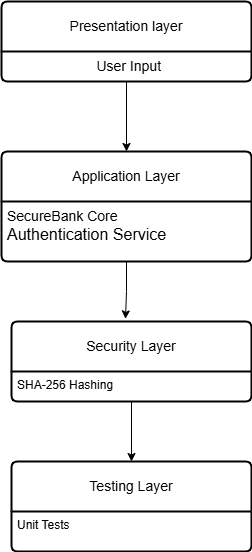 Presentation layer
User Input
Application Layer
SecureBank Core
Authentication Service
Security Layer
SHA-256 Hashing
Testing Layer
Unit Tests